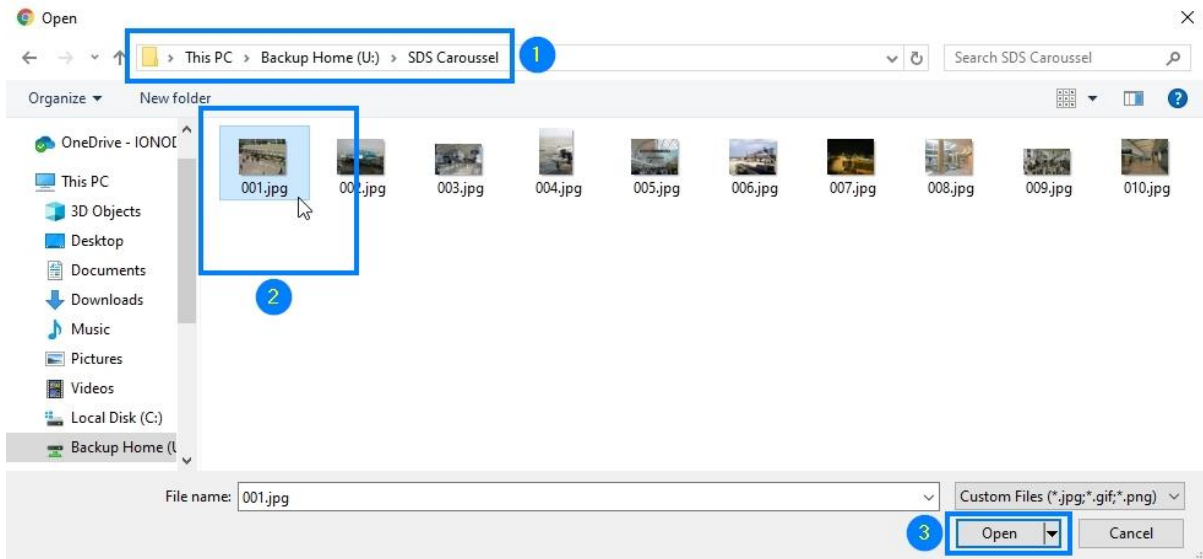 Open
This PC > Backup Home (U:) > SDS Caroussel
1
Search SDS Caroussel
Organize
New folder
?
OneDrive - IONOD
This PC
3D Objects
Desktop
Documents
Downloads
Music
Pictures
Videos
Local Disk (C:)
Backup Home (U
001.jpg
002.jpg
003.jpg
004.jpg
005.jpg
006.jpg
007.jpg
008.jpg
009.jpg
010.jpg
2
File name: 001.jpg
Custom Files (*.jpg;*.gif;*.png)
3
Open
Cancel